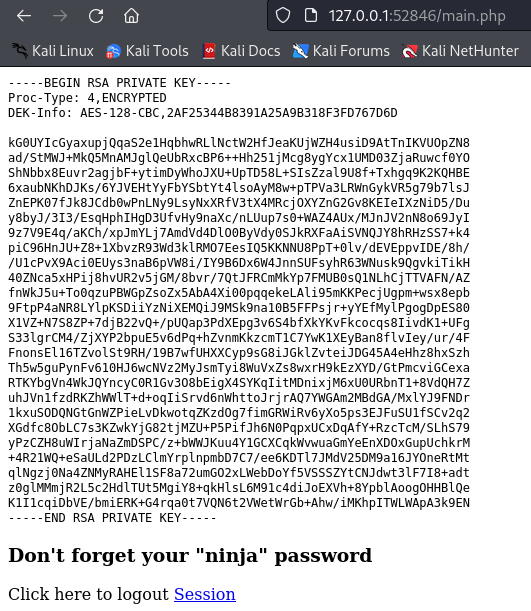 127.0.0.1:52846/main.php
Kali Linux Kali Tools Kali Docs Kali Forums Kali NetHunter
-----BEGIN RSA PRIVATE KEY-----
Proc-Type: 4,ENCRYPTED
DEK-Info: AES-128-CBC,2AF25344B8391A25A9B318F3FD767D6D

kG0UYIcGyaxupjQqaS2e1HqbhwRLlNctW2HfJeaKUjWZH4usiD9AtTnIKVUOpZN8
ad/StMWJ+MkQ5MnAMJglQeUbRxcBP6++Hh251jMcg8ygYcx1UMD03ZjaRuwcf0YO
ShNbbx8Euvr2agjbF+ytimDyWhoJXU+UpTD58L+SIsZzal9U8f+Txhgq9K2KQHBE
6xaubNKhDJKs/6YJVEHtYyFbYSbtYt4lsoAyM8w+pTPVa3LRWnGykVR5g79b7lsJ
ZnEPK07fJk8JCdb0wPnLNy9LsyNxXRfV3tX4MRcjOXYZnG2Gv8KEIeIXzNiD5/Du
y8byJ/3I3/EsqHphIHgD3UfvHy9naXc/nLUup7s0+WAZ4AUx/MJnJV2nN8o69JyI
9z7V9E4q/aKCh/xpJmYLj7AmdVd4DlO0ByVdy0SJkRXFaAiSVNQJY8hRHzSS7+k4
piC96HnJU+Z8+1XbvzR93Wd3klRMO7EesIQ5KKNNU8PpT+0lv/dEVEppvIDE/8h/
/U1cPvX9Aci0EUys3naB6pVW8i/IY9B6Dx6W4JnnSUFsyhR63WNusk9QgvkiTikH
40ZNca5xHPij8hvUR2v5jGM/8bvr/7QtJFRCmMkYp7FMUB0sQ1NLhCjTTVAFN/AZ
fnWkJ5u+To0qzuPBWGpZsoZx5AbA4Xi00pqqekeLAli95mKKPecjUgpm+wsx8epb
9FtpP4aNR8LYlpKSDiiYzNiXEMQiJ9MSk9na10B5FFPsjr+yYEfMylPgogDpES80
X1VZ+N7S8ZP+7djB22vQ+/pUQap3PdXEpg3v6S4bfXkYKvFkcocqs8IivdK1+UFg
S33lgrCM4/ZjXYP2bpuE5v6dPq+hZvnmKkzcmT1C7YwK1XEyBan8flvIey/ur/4F
FnonsEl16TZvolSt9RH/19B7wfUHXXCyp9sG8iJGklZvteiJDG45A4eHhz8hxSzh
Th5w5guPynFv610HJ6wcNVz2MyJsmTyi8WuVxZs8wxrH9kEzXYD/GtPmcviGCexa
RTKYbgVn4WkJQYncyC0R1Gv3O8bEigX4SYKqIitMDnixjM6xU0URbnT1+8VdQH7Z
uhJVn1fzdRKZhWWlT+d+oqIiSrvd6nWhttoJrjrAQ7YWGAm2MBdGA/MxlYJ9FNDr
1kxuSODQNGtGnWZPieLvDkwotqZKzdOg7fimGRWiRv6yXo5ps3EJFuSU1fSCv2q2
XGdfc8ObLC7s3KZwkYjG82tjMZU+P5PifJh6N0PqpxUCxDqAfY+RzcTcM/SLhS79
yPzCZH8uWIrjaNaZmDSPC/z+bWWJKuu4Y1GCXCqkWvwuaGmYeEnXDOxGupUchkrM
+4R21WQ+eSaULd2PDzLClmYrplnpmbD7C7/ee6KDTl7JMdV25DM9a16JYOneRtMt
qlNgzj0Na4ZNMyRAHEl1SF8a72umGO2xLWebDoYf5VSSSZYtCNJdwt3lF7I8+adt
z0glMMmjR2L5c2HdlTUt5MgiY8+qkHlsL6M91c4diJoEXVh+8YpblAoogOHHBlQe
K1I1cqiDbVE/bmiERK+G4rqa0t7VQN6t2VWetWrGb+Ahw/iMKhpITWLWApA3k9EN
-----END RSA PRIVATE KEY-----
Don't forget your "ninja" password
Click here to logout Session